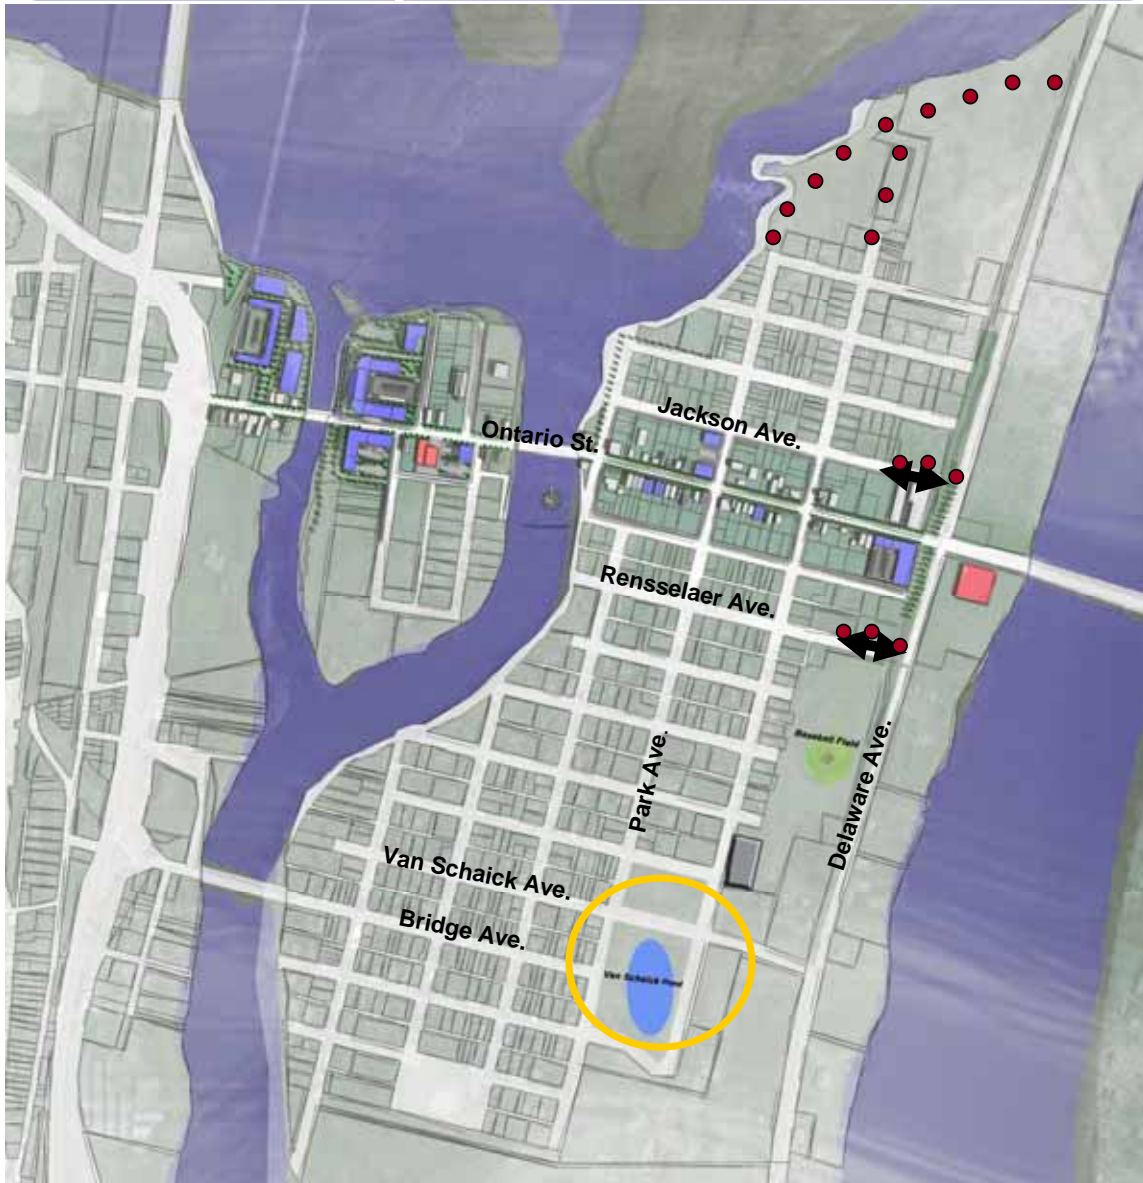 Jackson Ave.
Ontario St.
Rensselaer Ave.
Baseball Field
Park Ave.
Delaware Ave.
Van Schaick Ave.
Bridge Ave.
Van Schaick Pond